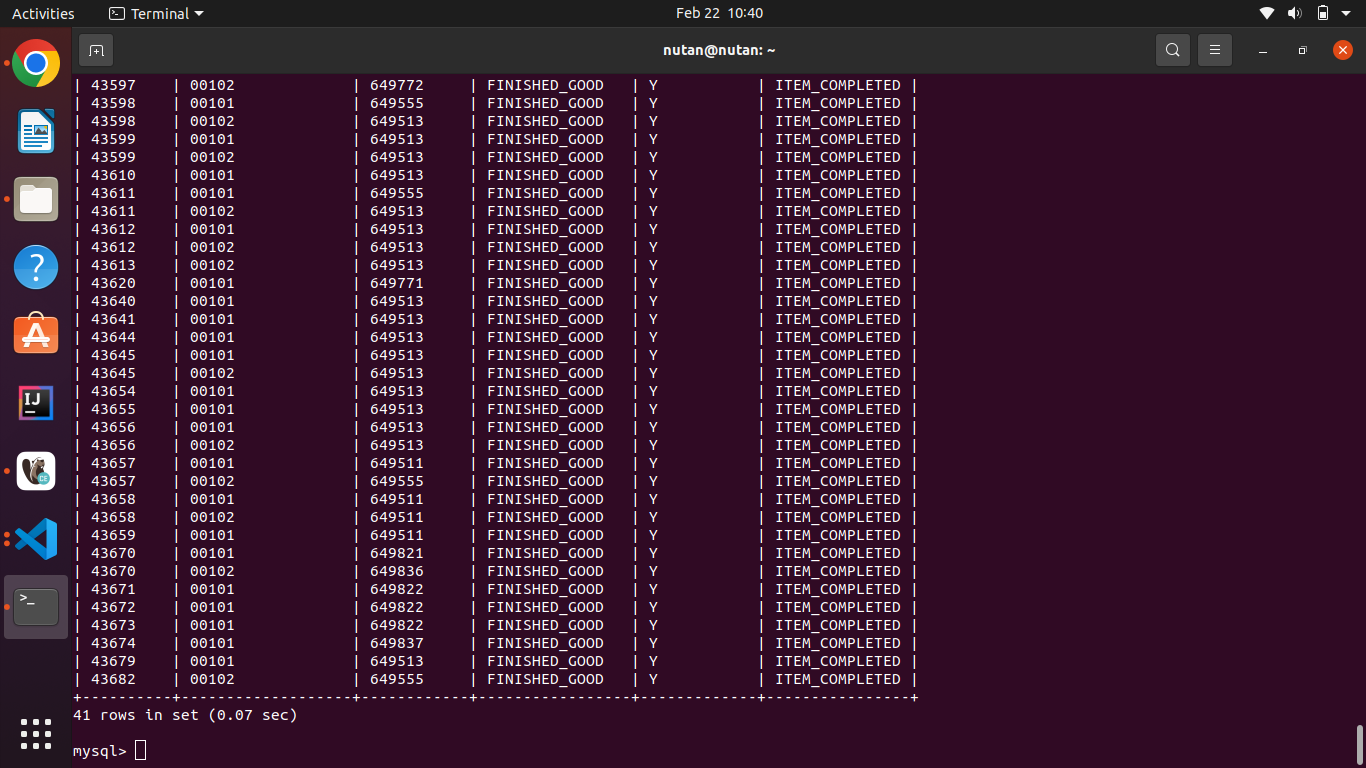 Activities Terminal Feb 22 10:40
nutan@nutan: ~
| 43597 | 00102 | 649772 | FINISHED_GOOD | Y | ITEM_COMPLETED |
| 43598 | 00101 | 649555 | FINISHED_GOOD | Y | ITEM_COMPLETED |
| 43598 | 00102 | 649513 | FINISHED_GOOD | Y | ITEM_COMPLETED |
| 43599 | 00101 | 649513 | FINISHED_GOOD | Y | ITEM_COMPLETED |
| 43599 | 00102 | 649513 | FINISHED_GOOD | Y | ITEM_COMPLETED |
| 43610 | 00101 | 649513 | FINISHED_GOOD | Y | ITEM_COMPLETED |
| 43611 | 00101 | 649555 | FINISHED_GOOD | Y | ITEM_COMPLETED |
| 43611 | 00102 | 649513 | FINISHED_GOOD | Y | ITEM_COMPLETED |
| 43612 | 00101 | 649513 | FINISHED_GOOD | Y | ITEM_COMPLETED |
| 43612 | 00102 | 649513 | FINISHED_GOOD | Y | ITEM_COMPLETED |
| 43613 | 00102 | 649513 | FINISHED_GOOD | Y | ITEM_COMPLETED |
| 43620 | 00101 | 649771 | FINISHED_GOOD | Y | ITEM_COMPLETED |
| 43640 | 00101 | 649513 | FINISHED_GOOD | Y | ITEM_COMPLETED |
| 43641 | 00101 | 649513 | FINISHED_GOOD | Y | ITEM_COMPLETED |
| 43644 | 00101 | 649513 | FINISHED_GOOD | Y | ITEM_COMPLETED |
| 43645 | 00101 | 649513 | FINISHED_GOOD | Y | ITEM_COMPLETED |
| 43645 | 00102 | 649513 | FINISHED_GOOD | Y | ITEM_COMPLETED |
| 43654 | 00101 | 649513 | FINISHED_GOOD | Y | ITEM_COMPLETED |
| 43655 | 00101 | 649513 | FINISHED_GOOD | Y | ITEM_COMPLETED |
| 43656 | 00101 | 649513 | FINISHED_GOOD | Y | ITEM_COMPLETED |
| 43656 | 00102 | 649513 | FINISHED_GOOD | Y | ITEM_COMPLETED |
| 43657 | 00101 | 649511 | FINISHED_GOOD | Y | ITEM_COMPLETED |
| 43657 | 00102 | 649555 | FINISHED_GOOD | Y | ITEM_COMPLETED |
| 43658 | 00101 | 649511 | FINISHED_GOOD | Y | ITEM_COMPLETED |
| 43658 | 00102 | 649511 | FINISHED_GOOD | Y | ITEM_COMPLETED |
| 43659 | 00101 | 649511 | FINISHED_GOOD | Y | ITEM_COMPLETED |
| 43670 | 00101 | 649821 | FINISHED_GOOD | Y | ITEM_COMPLETED |
| 43670 | 00102 | 649836 | FINISHED_GOOD | Y | ITEM_COMPLETED |
| 43671 | 00101 | 649822 | FINISHED_GOOD | Y | ITEM_COMPLETED |
| 43672 | 00101 | 649822 | FINISHED_GOOD | Y | ITEM_COMPLETED |
| 43673 | 00101 | 649822 | FINISHED_GOOD | Y | ITEM_COMPLETED |
| 43674 | 00101 | 649837 | FINISHED_GOOD | Y | ITEM_COMPLETED |
| 43679 | 00101 | 649513 | FINISHED_GOOD | Y | ITEM_COMPLETED |
| 43682 | 00102 | 649555 | FINISHED_GOOD | Y | ITEM_COMPLETED |
+----------+-------------------+------------+-----------------+-------------+----------------+
41 rows in set (0.07 sec)
mysql>